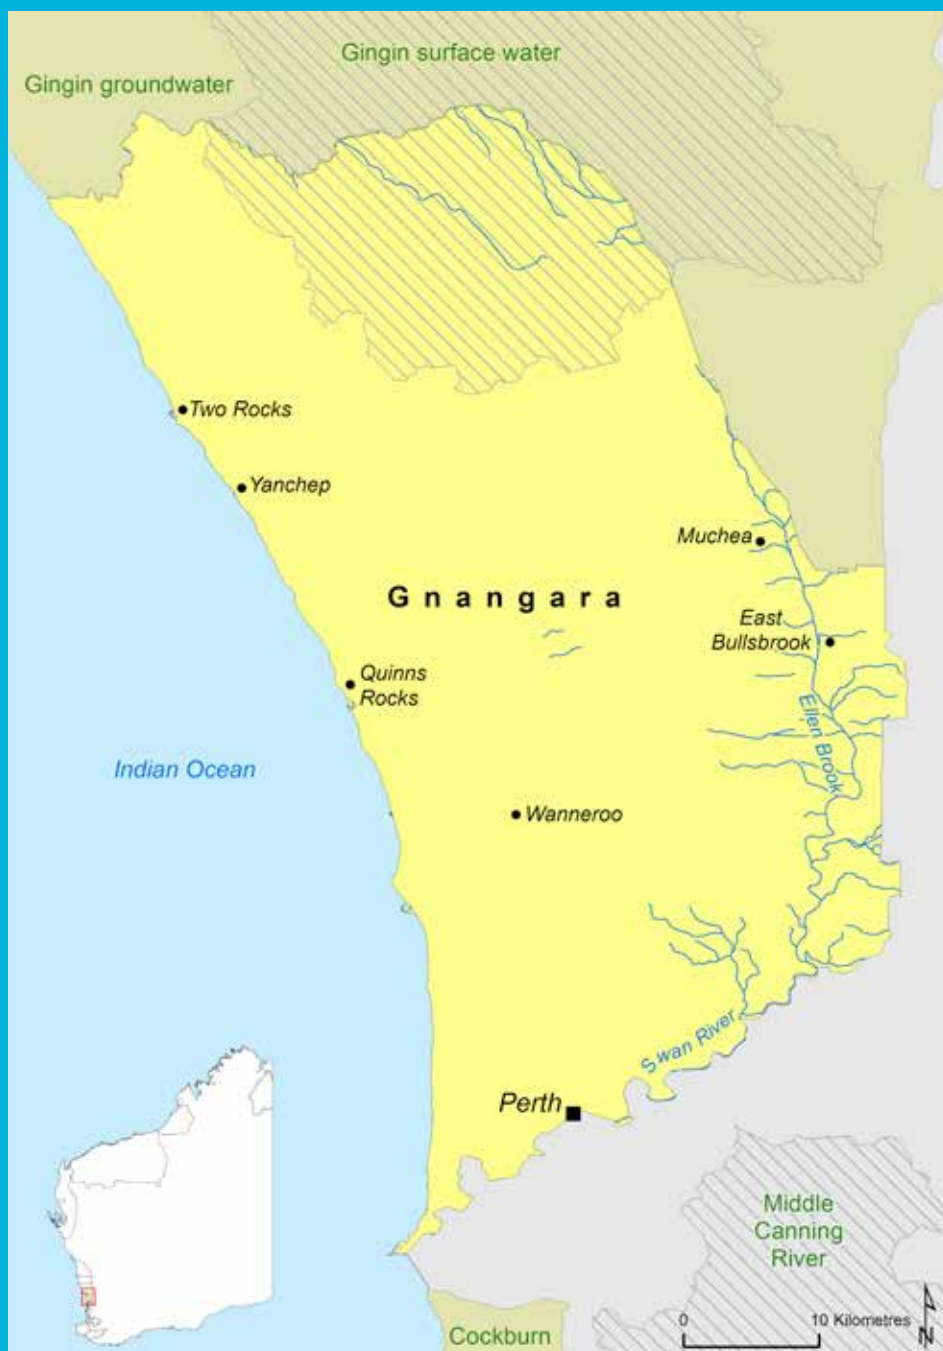 Gingin surface water
Gingin groundwater
Two Rocks
Yanchep
Muchea
Gnangara
East
Bullsbrook
Quinns
Rocks
Ellen Brook
Indian Ocean
Wanneroo
Swan River
Perth
Middle
Canning
River
0 10 Kilometres
N
Cockburn